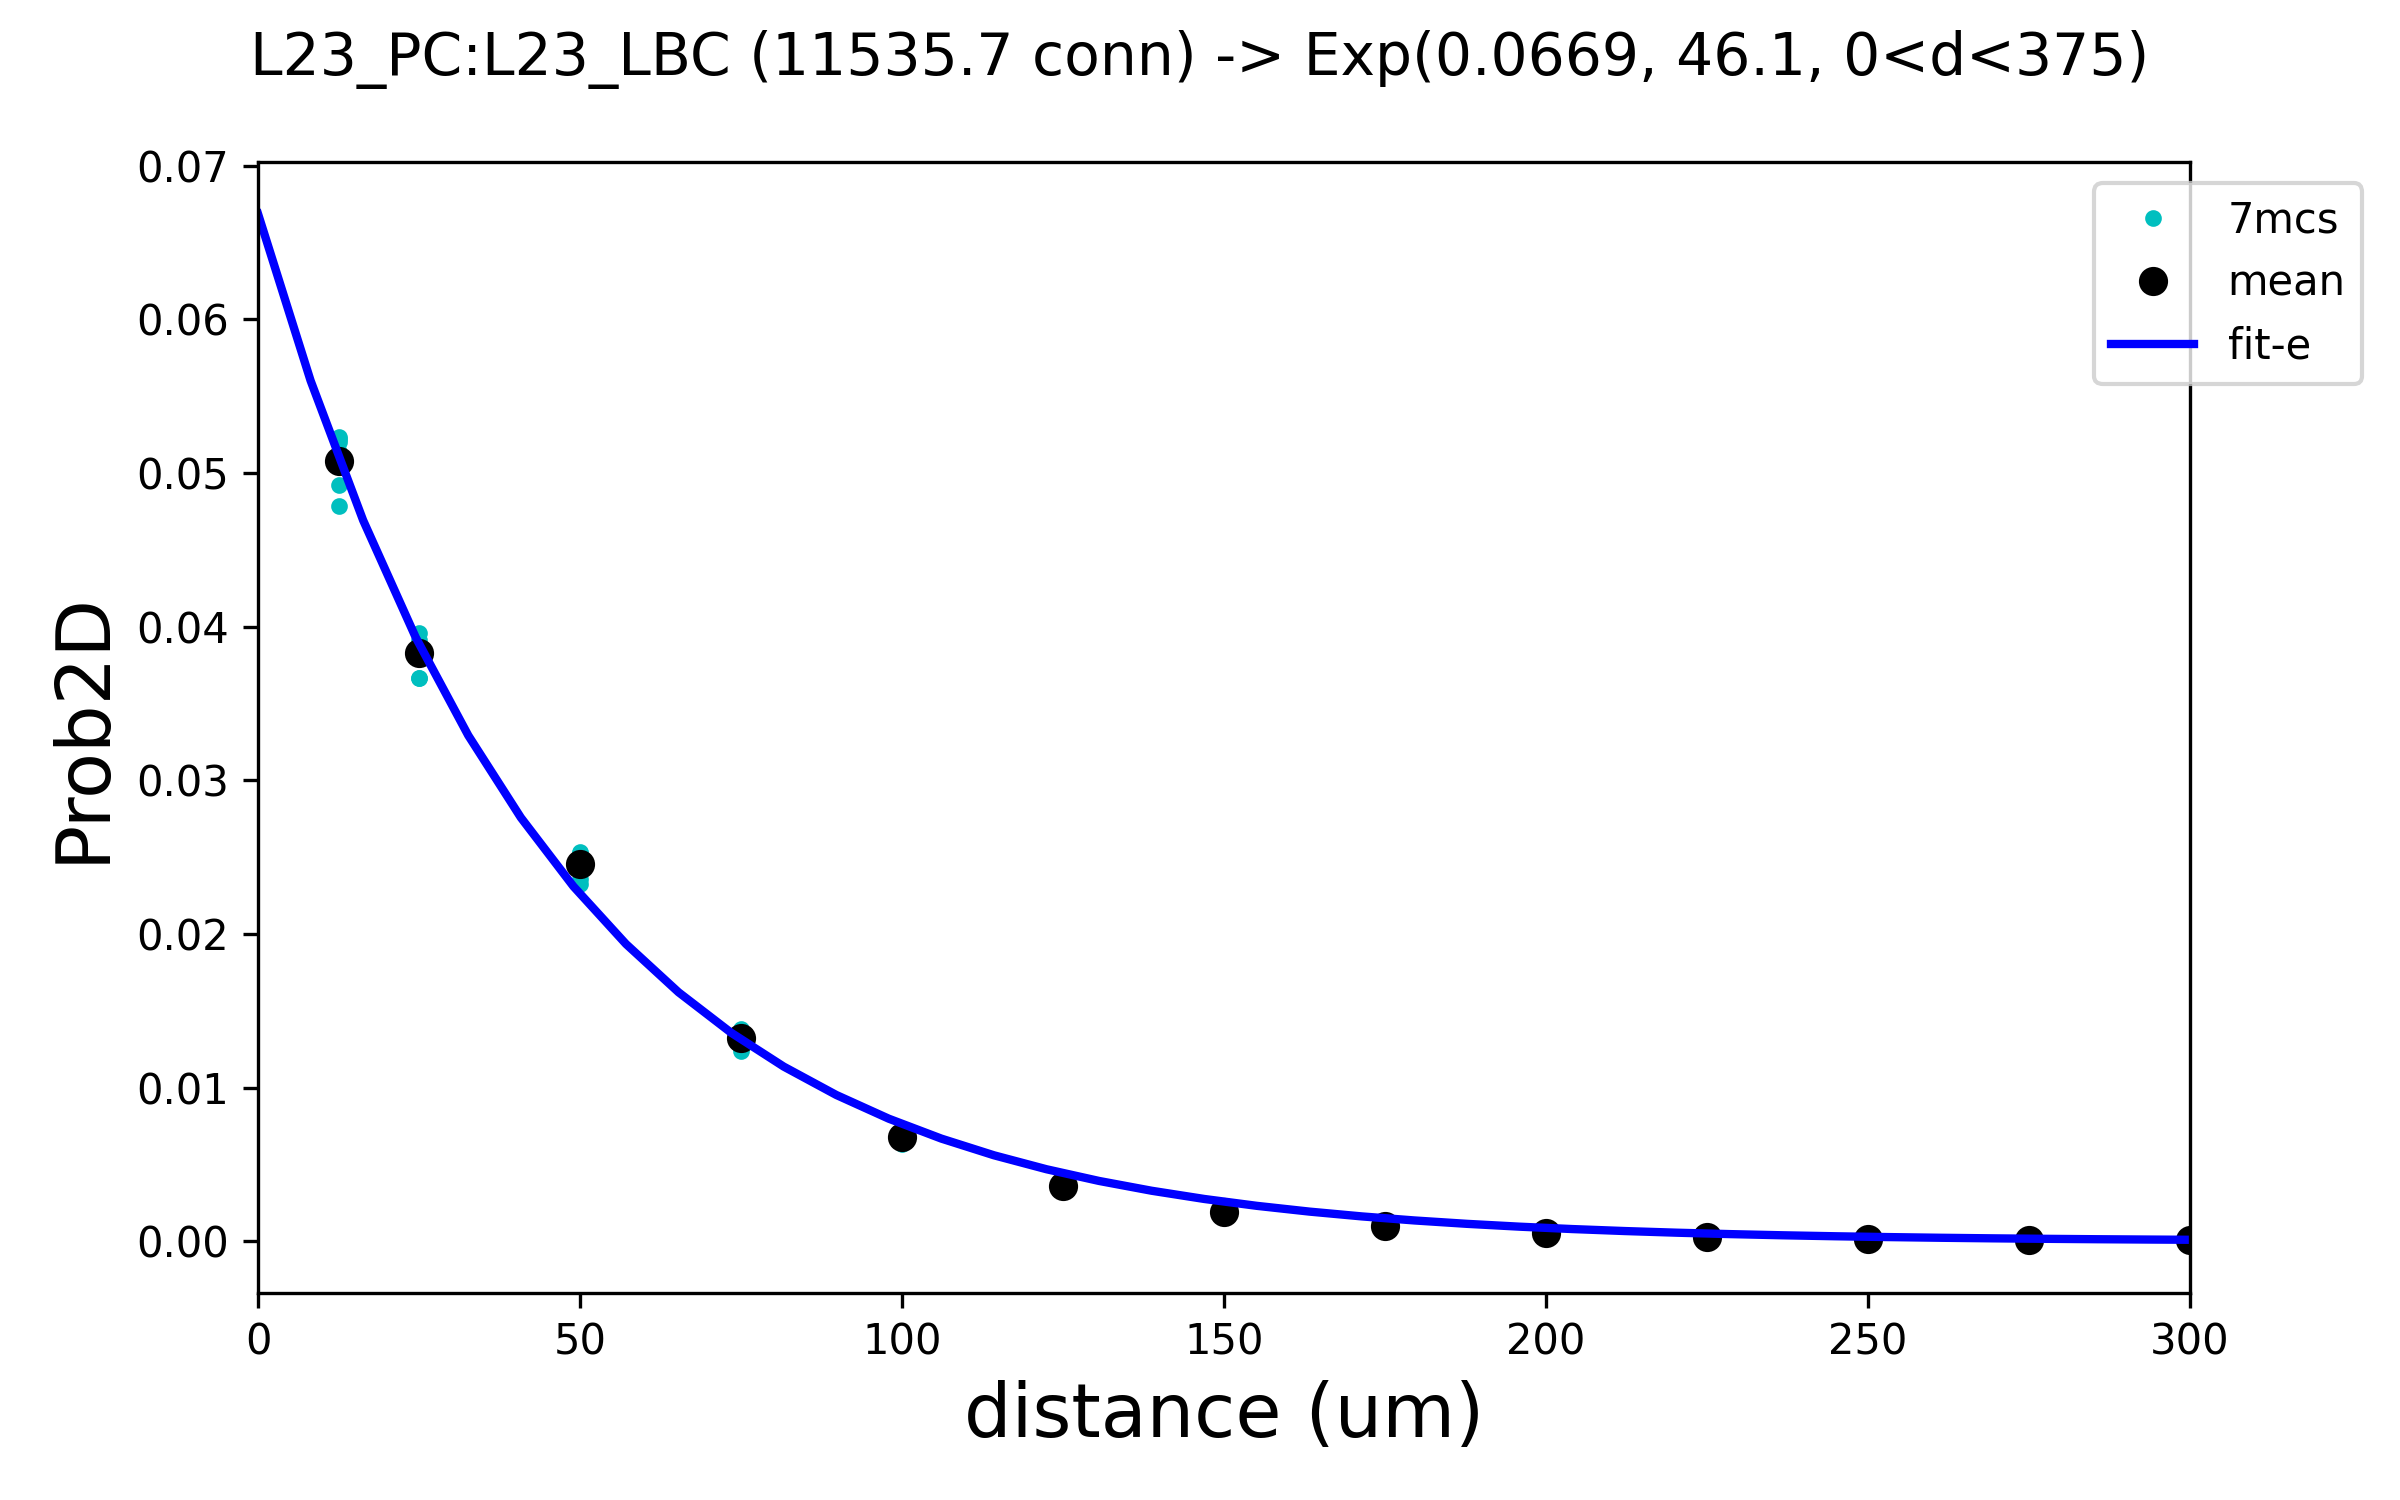 L23_PC:L23_LBC (11535.7 conn) -> Exp(0.0669, 46.1, 0<d<375)
0.07
0.06
0.05
0.04
0.03
0.02
0.01
0.00
Prob2D
7mcs
mean
fit-e
0 50 100 150 200 250 300
distance (um)